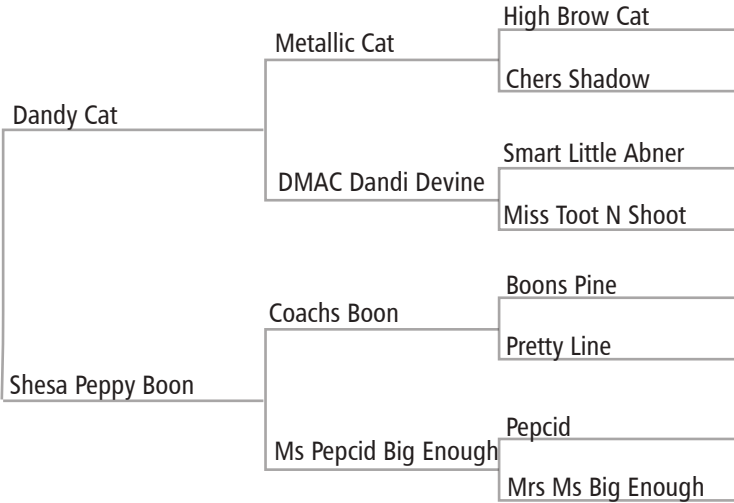 High Brow Cat
Metallic Cat
Chers Shadow
Dandy Cat
Smart Little Abner
DMAC Dandi Devine
Miss Toot N Shoot
Boons Pine
Coachs Boon
Pretty Line
Shesa Peppy Boon
Pepcid
Ms Pepcid Big Enough
Mrs Ms Big Enough